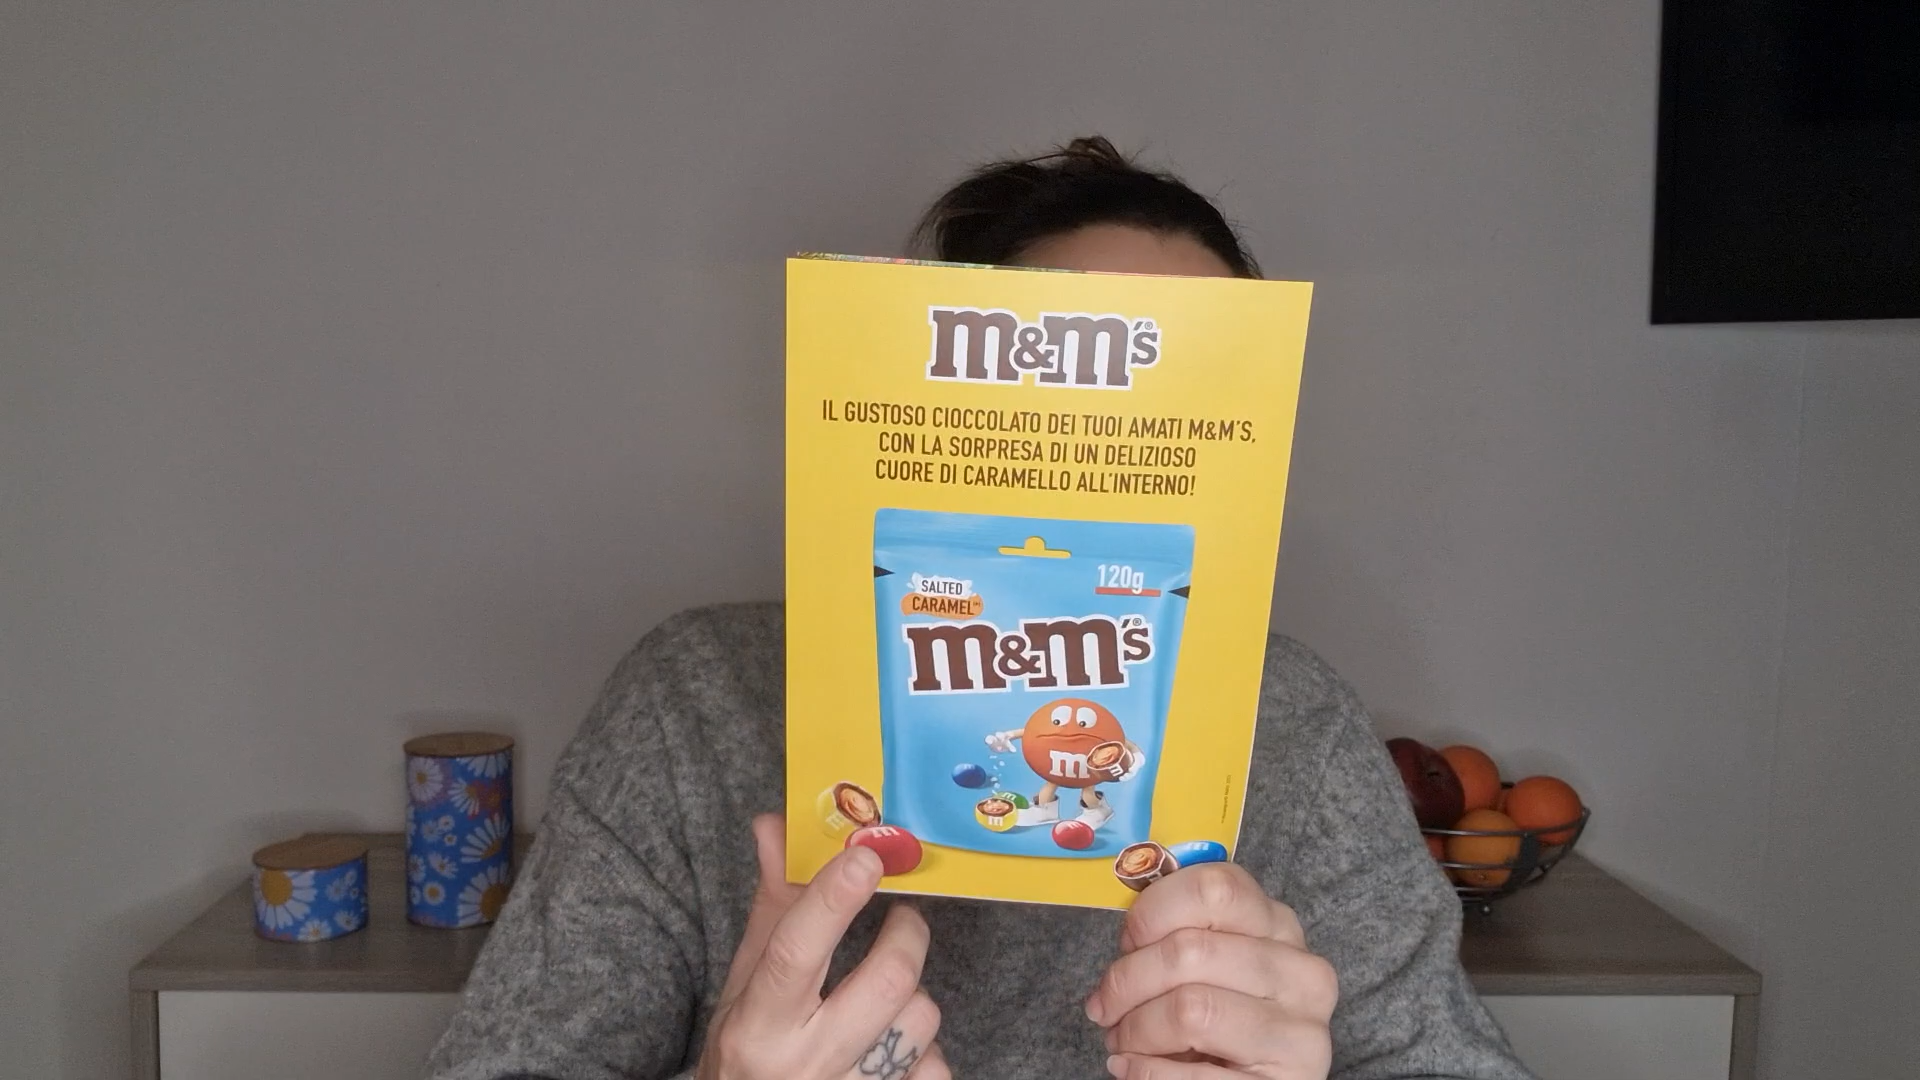 m&m's®
IL GUSTOSO CIOCCOLATO DEI TUOI AMATI M&M'S,
CON LA SORPRESA DI UN DELIZIOSO
CUORE DI CARAMELLO ALL'INTERNO!
120g
SALTED
CARAMEL
m&m's®
m
m
m
m
m
m